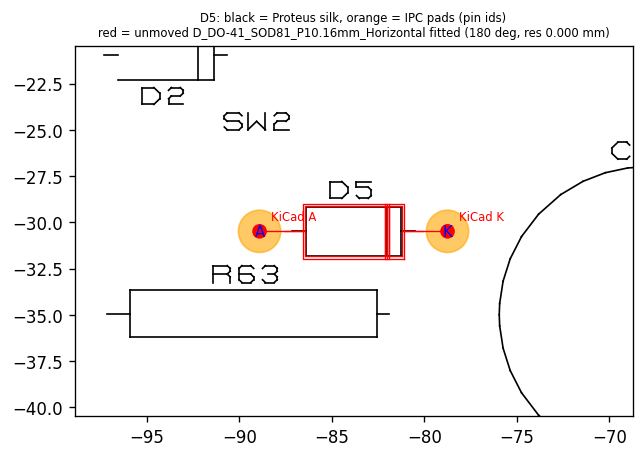 D5: black = Proteus silk, orange = IPC pads (pin ids)
red = unmoved D_DO-41_SOD81_P10.16mm_Horizontal fitted (180 deg, res 0.000 mm)
−22.5
D2
SW2
−25.0
C
−27.5
D5
−30.0
KiCad A
KiCad K
A
K
−32.5
R63
−35.0
−37.5
−40.0
−95
−90
−85
−80
−75
−70